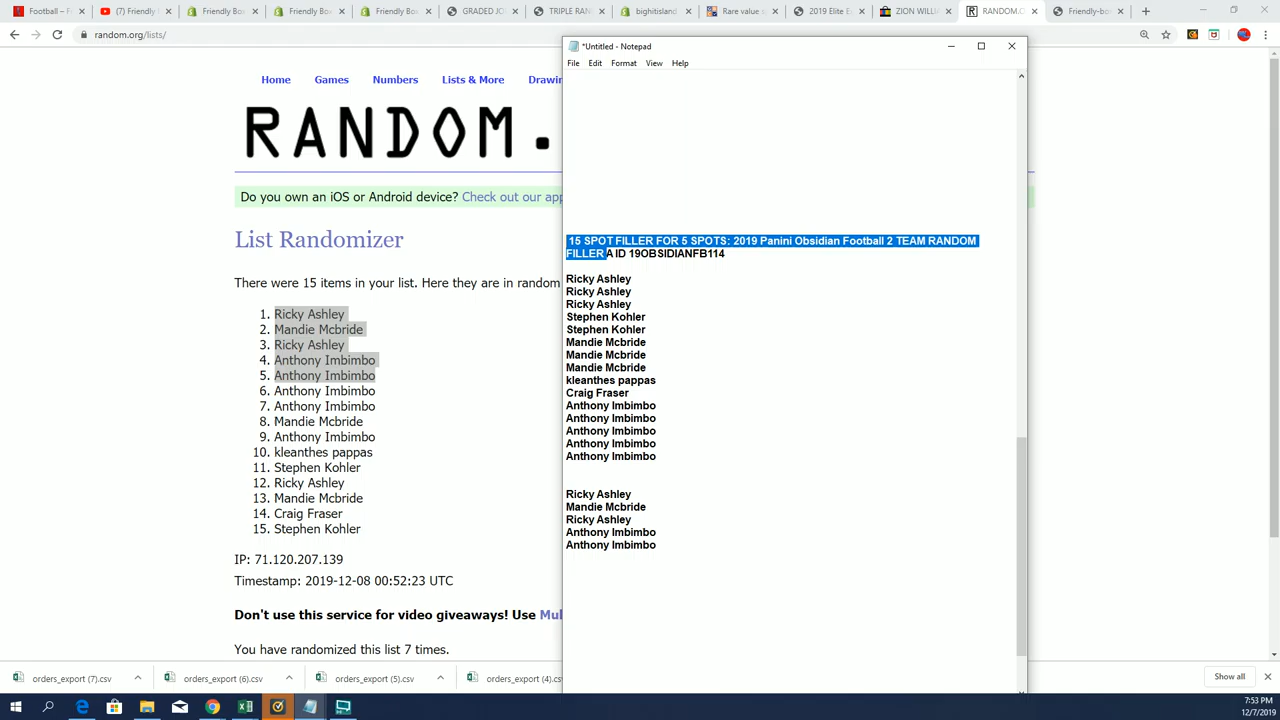 Football – F
(7) Friendly
Friendly Bo
Friendly Bo
Friendly Bo
GRADED JO
TRIPLE RAN
bighitisland
Rare value s
2019 Elite E
ZION WILL
RANDOM.O
Friendly-bo
random.org/lists/
Home Games Numbers Lists & More Drawin
RANDOM.
Do you own an iOS or Android device? Check out our app
List Randomizer
There were 15 items in your list. Here they are in random
1. Ricky Ashley
2. Mandie Mcbride
3. Ricky Ashley
4. Anthony Imbimbo
5. Anthony Imbimbo
6. Anthony Imbimbo
7. Anthony Imbimbo
8. Mandie Mcbride
9. Anthony Imbimbo
10. kleanthes pappas
11. Stephen Kohler
12. Ricky Ashley
13. Mandie Mcbride
14. Craig Fraser
15. Stephen Kohler
IP: 71.120.207.139
Timestamp: 2019-12-08 00:52:23 UTC
Don't use this service for video giveaways! Use Mul
You have randomized this list 7 times.
*Untitled - Notepad
File Edit Format View Help
15 SPOT FILLER FOR 5 SPOTS: 2019 Panini Obsidian Football 2 TEAM RANDOM
FILLER A ID 19OBSIDIANFB114
Ricky Ashley
Ricky Ashley
Ricky Ashley
Stephen Kohler
Stephen Kohler
Mandie Mcbride
Mandie Mcbride
Mandie Mcbride
kleanthes pappas
Craig Fraser
Anthony Imbimbo
Anthony Imbimbo
Anthony Imbimbo
Anthony Imbimbo
Anthony Imbimbo
Ricky Ashley
Mandie Mcbride
Ricky Ashley
Anthony Imbimbo
Anthony Imbimbo
orders_export (7).csv
orders_export (6).csv
orders_export (5).csv
orders_export (4).cs
Show all
7:53 PM
12/7/2019